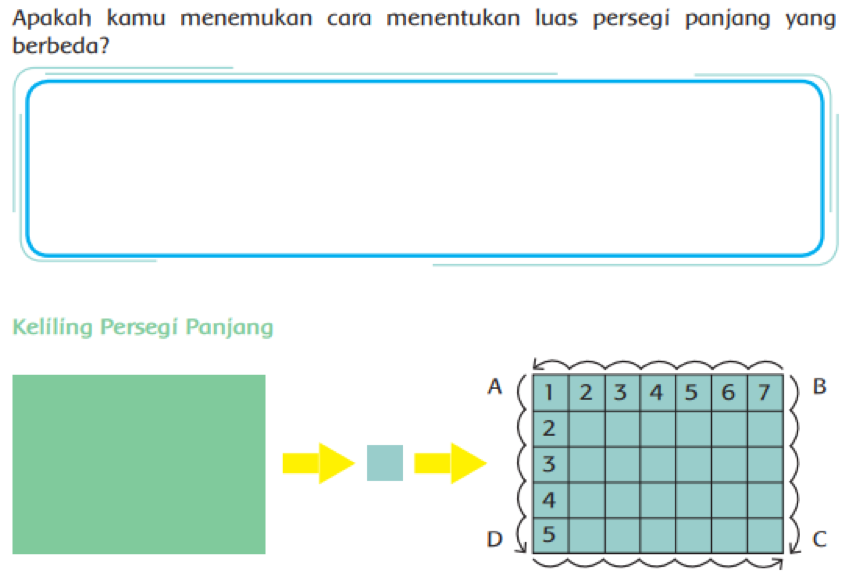 Apakah kamu menemukan cara menentukan luas persegi panjang yang
berbeda?
Keliling Persegi Panjang
A 1 2 3 4 5 6 7 B
2
3
4
D 5 C